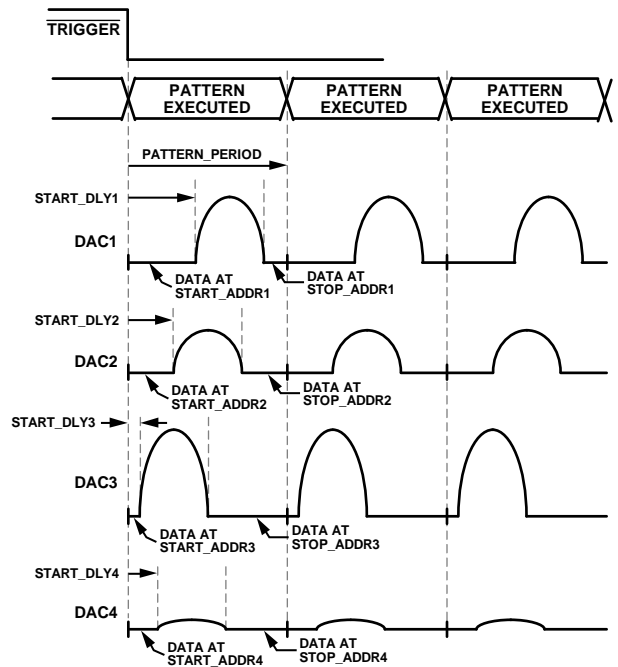 TRIGGER
PATTERN
EXECUTED
PATTERN
EXECUTED
PATTERN
EXECUTED
PATTERN_PERIOD
START_DLY1
DAC1
DATA AT
START_ADDR1
DATA AT
STOP_ADDR1
START_DLY2
DAC2
DATA AT
START_ADDR2
DATA AT
STOP_ADDR2
START_DLY3
DAC3
DATA AT
START_ADDR3
DATA AT
STOP_ADDR3
START_DLY4
DAC4
DATA AT
START_ADDR4
DATA AT
STOP_ADDR4